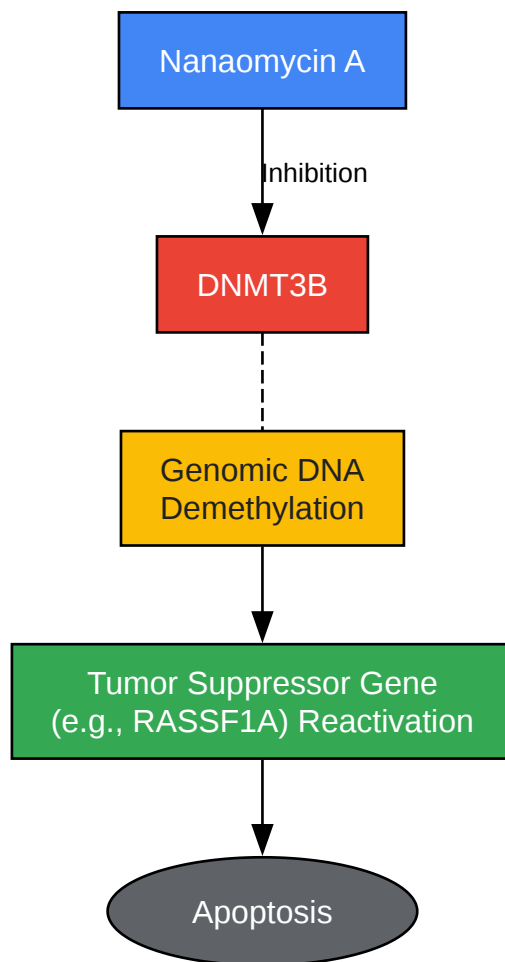 Nanaomycin A
Inhibition
DNMT3B
Genomic DNA
Demethylation
Tumor Suppressor Gene
(e.g., RASSF1A) Reactivation
Apoptosis